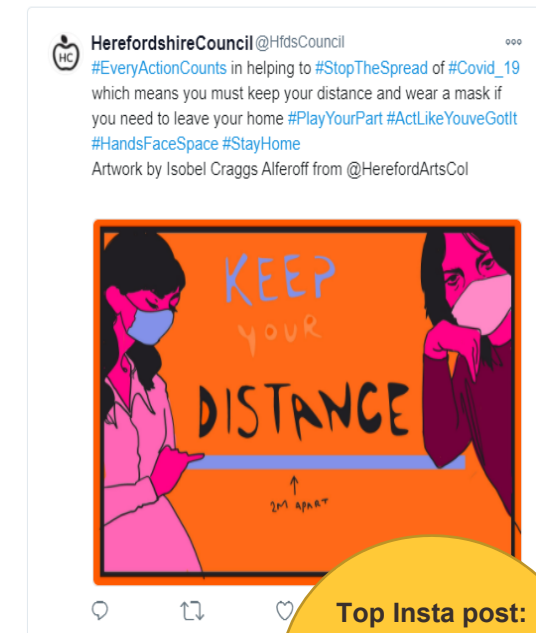 HC
HerefordshireCouncil @HfdsCouncil
#EveryActionCounts in helping to #StopTheSpread of #Covid_19
which means you must keep your distance and wear a mask if
you need to leave your home #PlayYourPart #ActLikeYouveGotIt
#HandsFaceSpace #StayHome
Artwork by Isobel Craggs Alferoff from @HerefordArtsCol
KEEP
YOUR
DISTANCE
2M APART
Top Insta post: